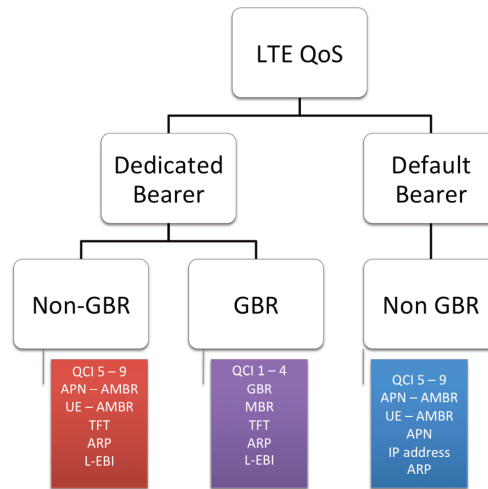 LTE QoS
Dedicated
Bearer
Default
Bearer
Non-GBR
GBR
Non GBR
QCI 5 – 9
APN – AMBR
UE – AMBR
TFT
ARP
L-EBI
QCI 1 – 4
GBR
MBR
TFT
ARP
L-EBI
QCI 5 – 9
APN – AMBR
UE – AMBR
APN
IP address
ARP